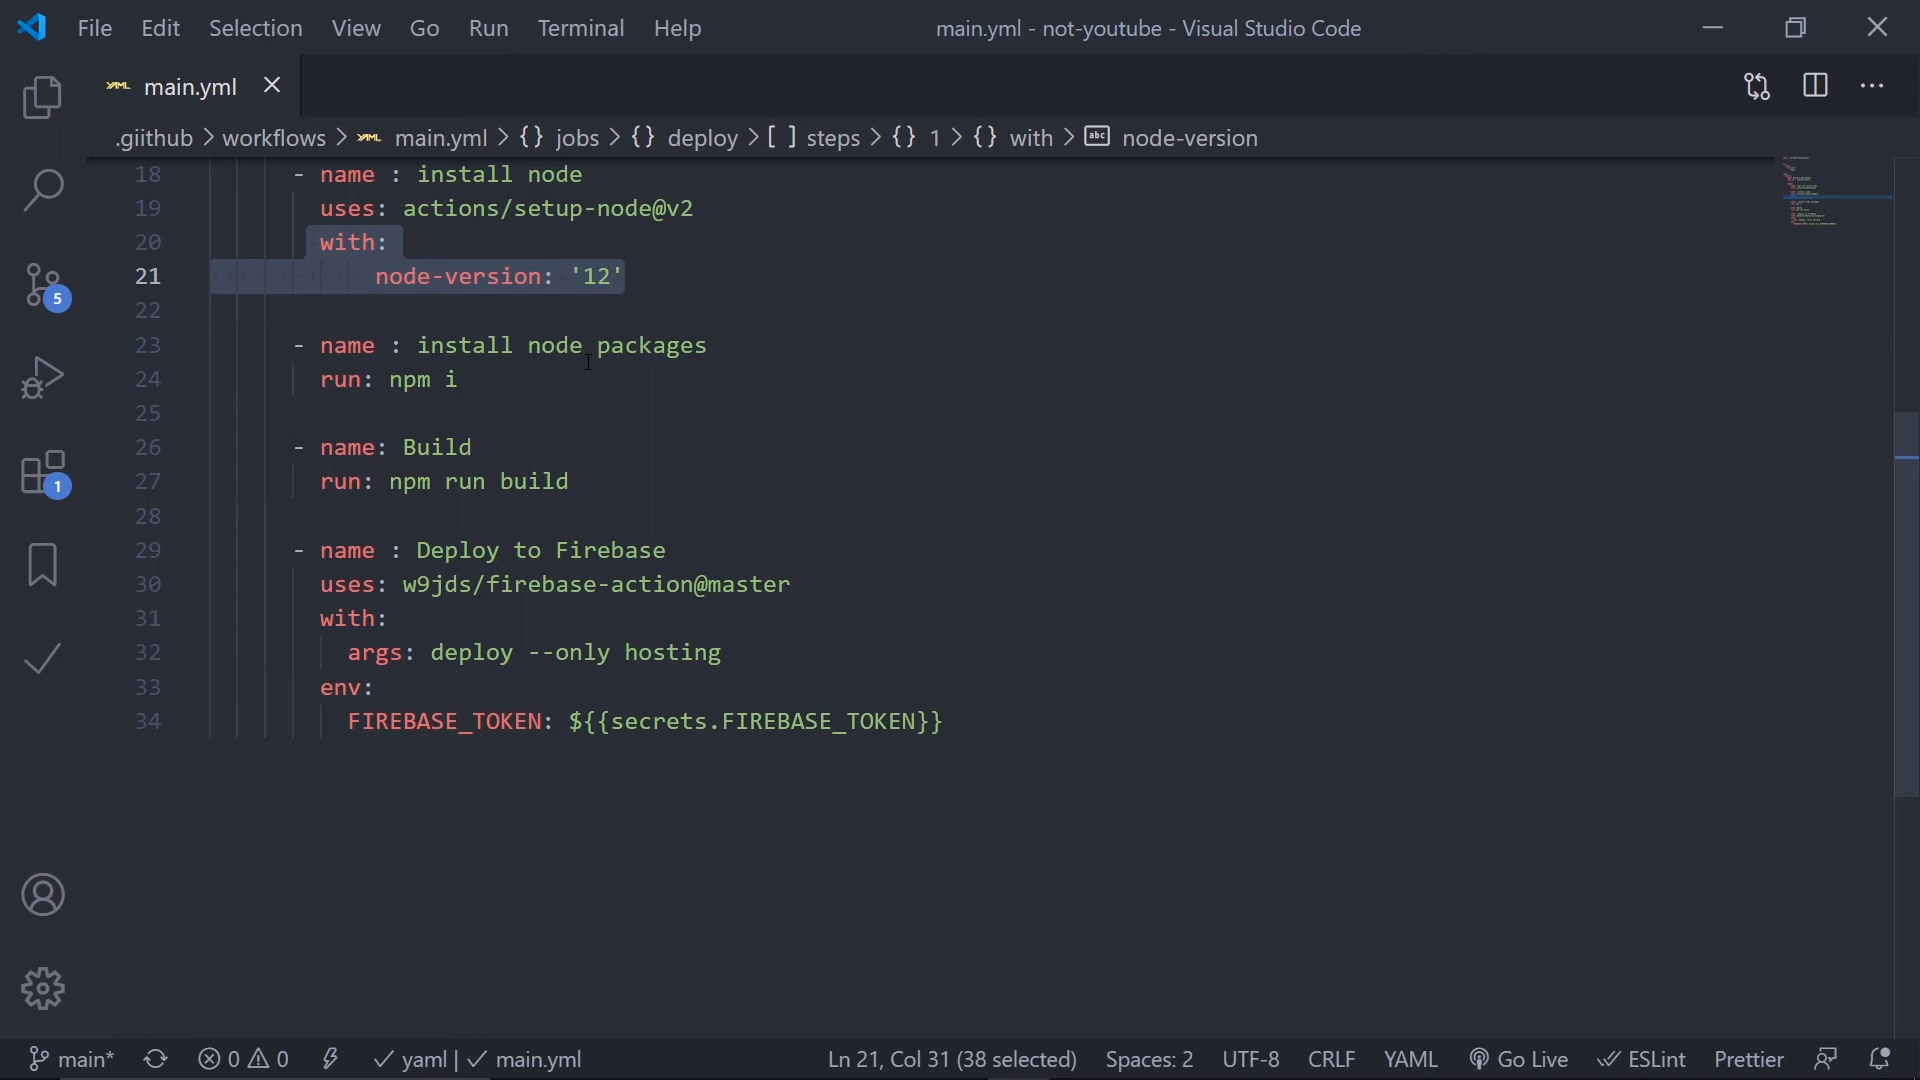 File Edit Selection View Go Run Terminal Help main.yml - not-youtube - Visual Studio Code
YAML main.yml
.giithub > workflows > YAML main.yml > {} jobs > {} deploy > [ ] steps > {} 1 > {} with > abc node-version
18 - name : install node
19 uses: actions/setup-node@v2
20 with:
21 node-version: '12'
22
23 - name : install node packages
24 run: npm i
25
26 - name: Build
27 run: npm run build
28
29 - name : Deploy to Firebase
30 uses: w9jds/firebase-action@master
31 with:
32 args: deploy --only hosting
33 env:
34 FIREBASE_TOKEN: ${{secrets.FIREBASE_TOKEN}}
5
1
main* 0 0 yaml | main.yml Ln 21, Col 31 (38 selected) Spaces: 2 UTF-8 CRLF YAML Go Live ESLint Prettier